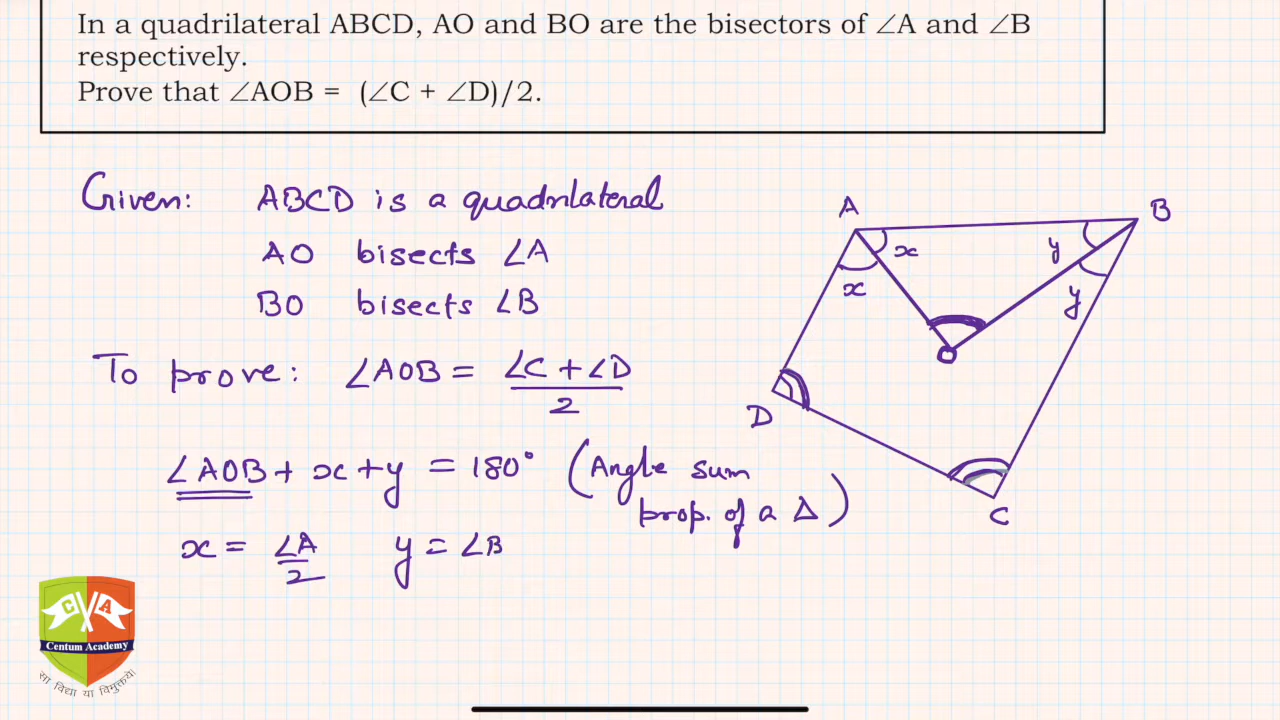 In a quadrilateral ABCD, AO and BO are the bisectors of ∠A and ∠B
respectively.
Prove that ∠AOB = (∠C + ∠D)/2.
Given: ABCD is a quadrilateral
AO bisects ∠A
BO bisects ∠B
To prove: ∠AOB = ∠C + ∠D
2
∠AOB + x + y = 180° (Angle sum
prop. of a Δ)
x = ∠A y = ∠B
2
A
B
x
y
x
y
O
D
C
C A
Centum Academy
सा विद्या या विमुक्तये।